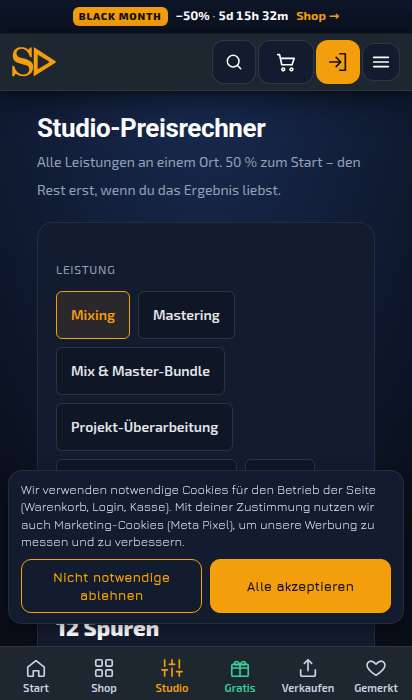 BLACK MONTH −50% · 5d 15h 32m Shop →
S
Studio-Preisrechner
Alle Leistungen an einem Ort. 50 % zum Start – den
Rest erst, wenn du das Ergebnis liebst.
LEISTUNG
Mixing Mastering
Mix & Master-Bundle
Projekt-Überarbeitung
Wir verwenden notwendige Cookies für den Betrieb der Seite
(Warenkorb, Login, Kasse). Mit deiner Zustimmung nutzen wir
auch Marketing-Cookies (Meta Pixel), um unsere Werbung zu
messen und zu verbessern.
Nicht notwendige
ablehnen
Alle akzeptieren
12 Spuren
Start Shop Studio Gratis Verkaufen Gemerkt